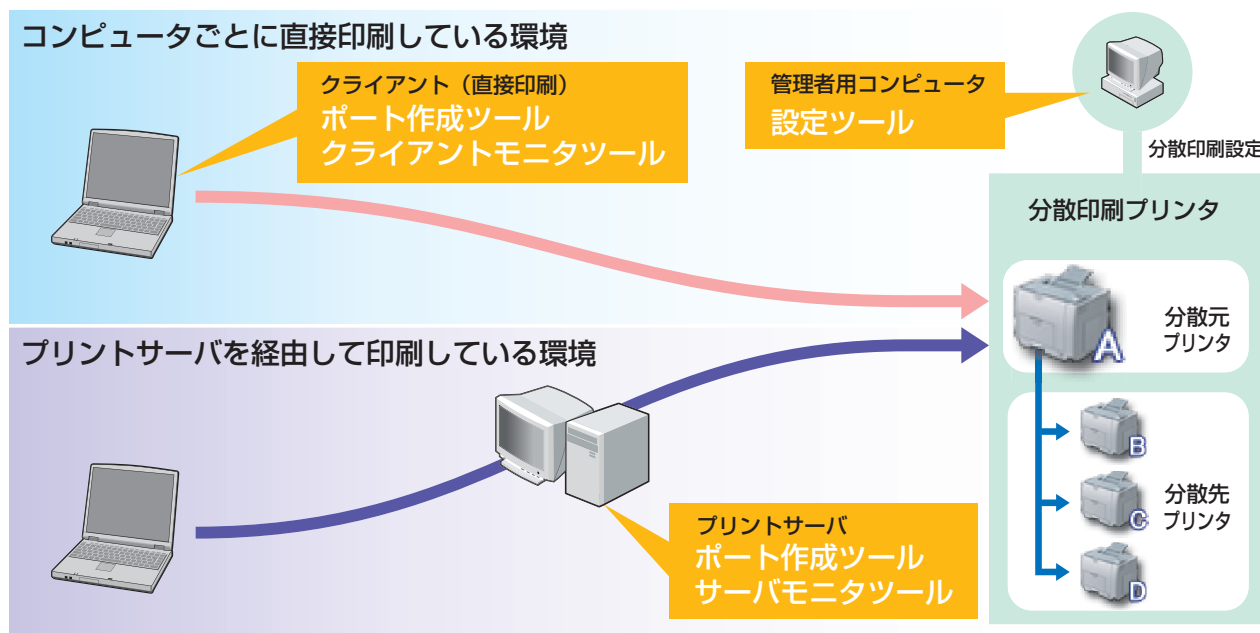 コンピュータごとに直接印刷している環境
クライアント（直接印刷）
ポート作成ツール
クライアントモニタツール
管理者用コンピュータ
設定ツール
分散印刷設定
分散印刷プリンタ
A
分散元
プリンタ
B
C
D
分散先
プリンタ
プリントサーバを経由して印刷している環境
プリントサーバ
ポート作成ツール
サーバモニタツール